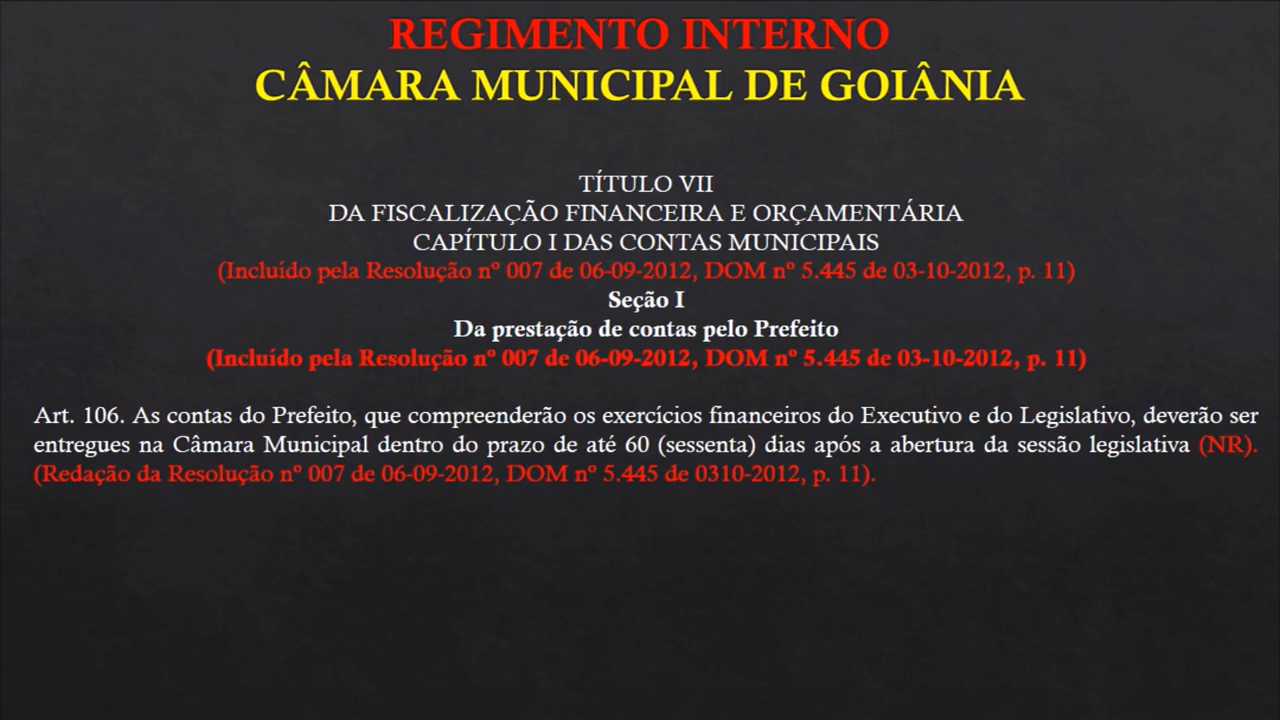 REGIMENTO INTERNO
CÂMARA MUNICIPAL DE GOIÂNIA
TÍTULO VII
DA FISCALIZAÇÃO FINANCEIRA E ORÇAMENTÁRIA
CAPÍTULO I DAS CONTAS MUNICIPAIS
(Incluído pela Resolução nº 007 de 06-09-2012, DOM nº 5.445 de 03-10-2012, p. 11)
Seção I
Da prestação de contas pelo Prefeito
(Incluído pela Resolução nº 007 de 06-09-2012, DOM nº 5.445 de 03-10-2012, p. 11)
Art. 106. As contas do Prefeito, que compreenderão os exercícios financeiros do Executivo e do Legislativo, deverão ser
entregues na Câmara Municipal dentro do prazo de até 60 (sessenta) dias após a abertura da sessão legislativa (NR).
(Redação da Resolução nº 007 de 06-09-2012, DOM nº 5.445 de 0310-2012, p. 11).